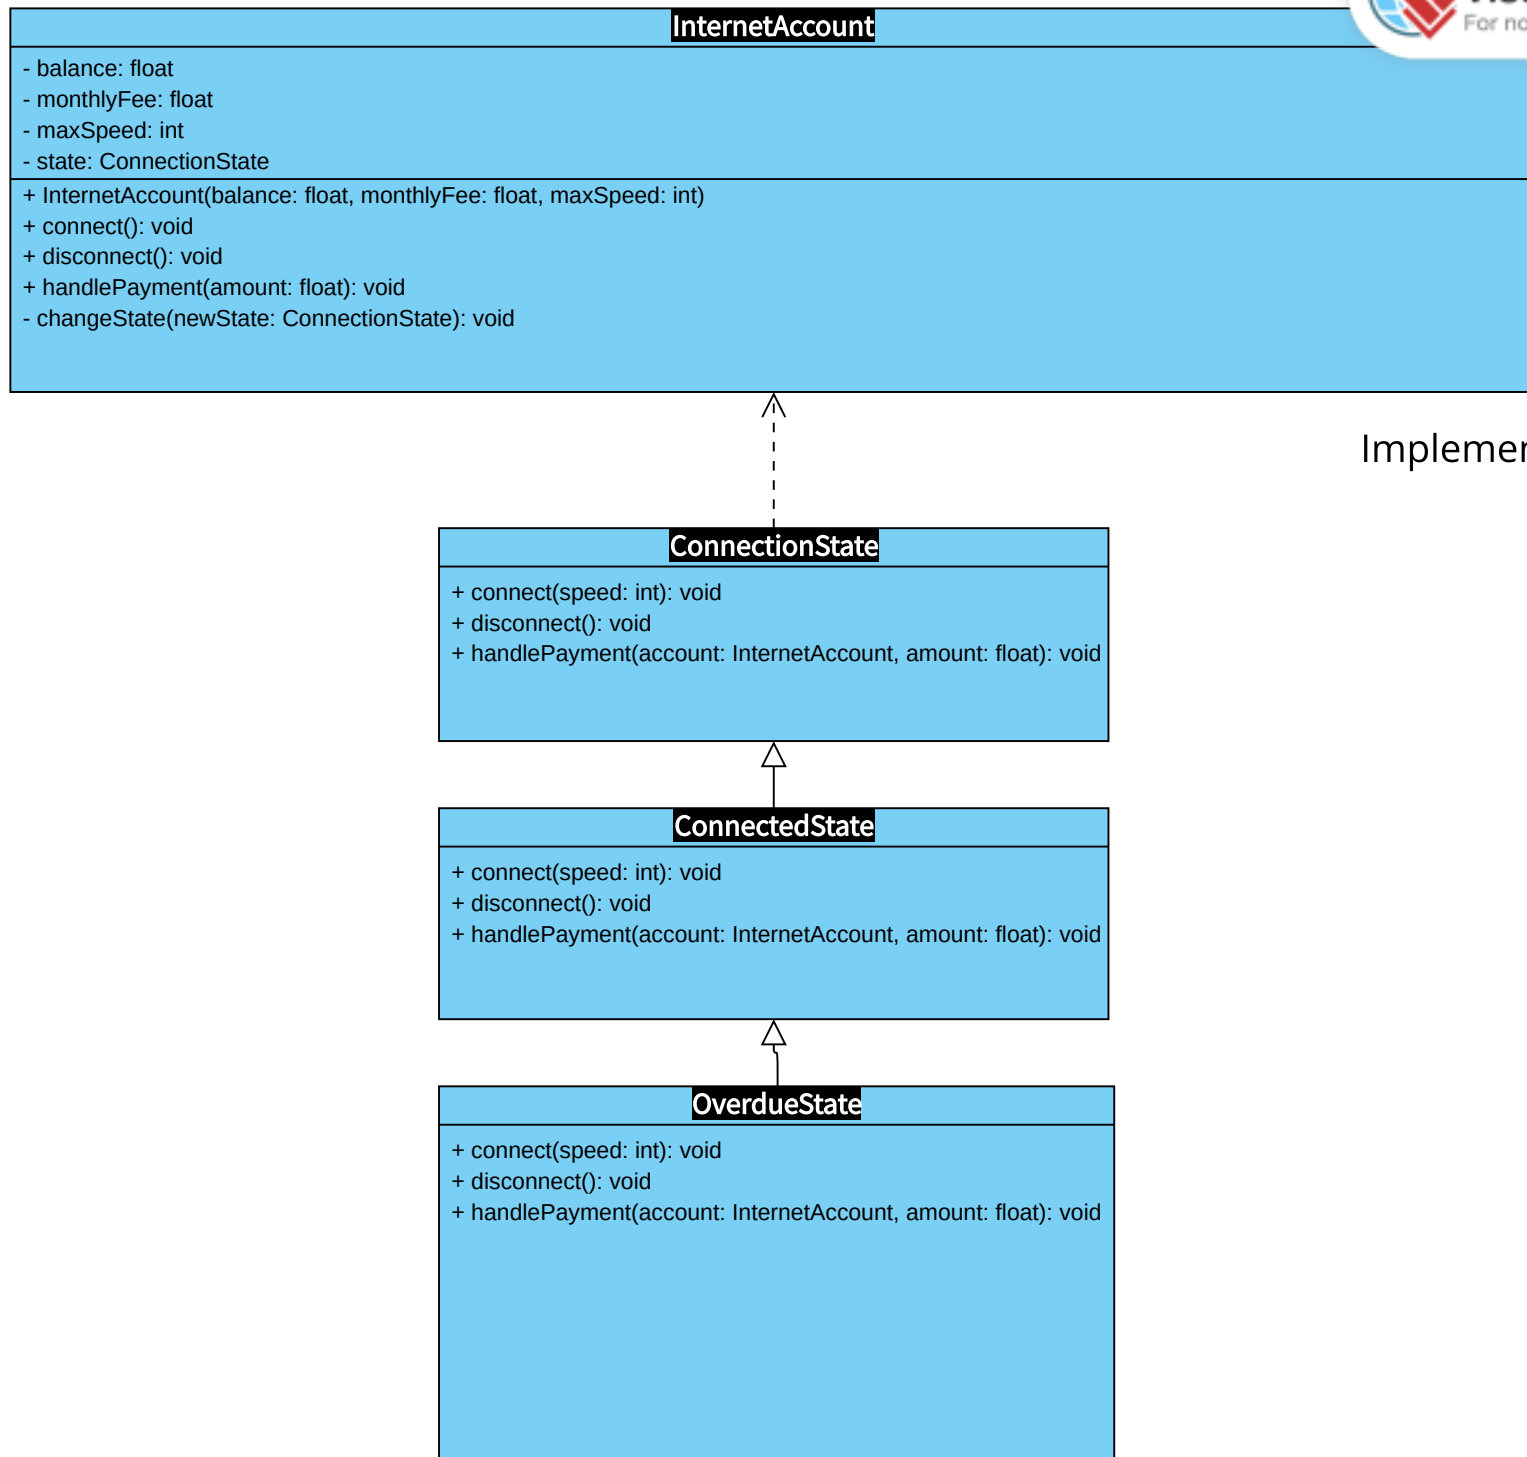 InternetAccount
For no
- balance: float
- monthlyFee: float
- maxSpeed: int
- state: ConnectionState
+ InternetAccount(balance: float, monthlyFee: float, maxSpeed: int)
+ connect(): void
+ disconnect(): void
+ handlePayment(amount: float): void
- changeState(newState: ConnectionState): void
Implemen
ConnectionState
+ connect(speed: int): void
+ disconnect(): void
+ handlePayment(account: InternetAccount, amount: float): void
ConnectedState
+ connect(speed: int): void
+ disconnect(): void
+ handlePayment(account: InternetAccount, amount: float): void
OverdueState
+ connect(speed: int): void
+ disconnect(): void
+ handlePayment(account: InternetAccount, amount: float): void